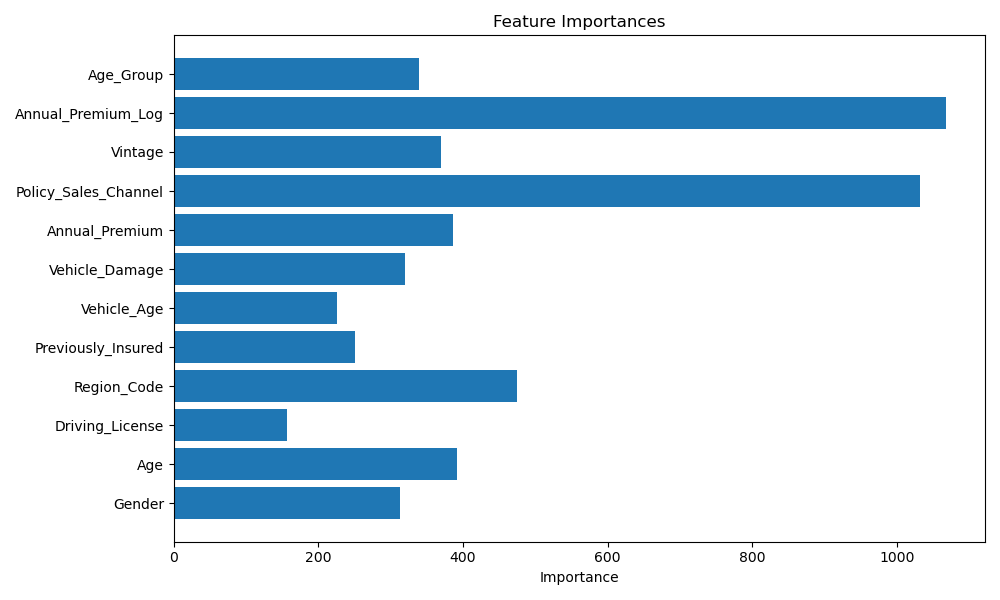 Feature Importances
Age_Group
Annual_Premium_Log
Vintage
Policy_Sales_Channel
Annual_Premium
Vehicle_Damage
Vehicle_Age
Previously_Insured
Region_Code
Driving_License
Age
Gender
0 200 400 600 800 1000
Importance